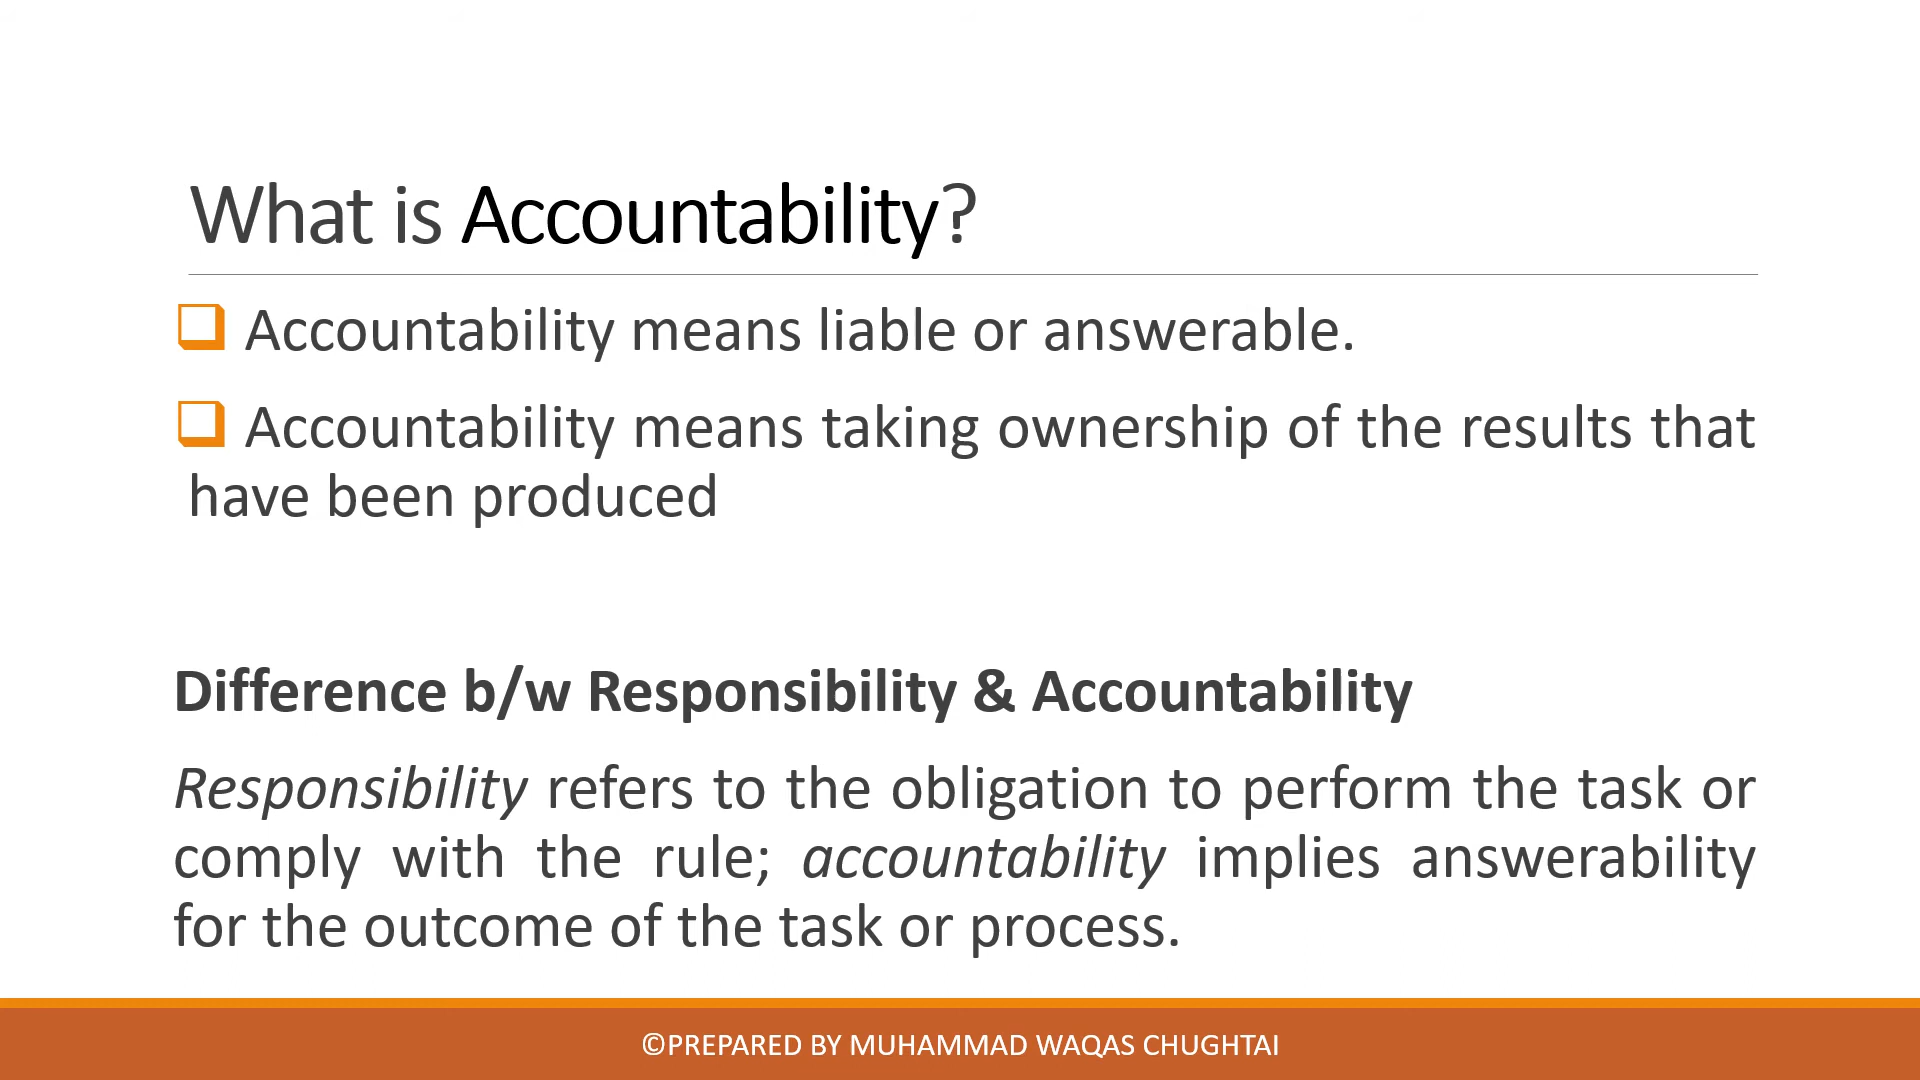 What is Accountability?
Accountability means liable or answerable.
Accountability means taking ownership of the results that
have been produced
Difference b/w Responsibility & Accountability
Responsibility refers to the obligation to perform the task or
comply with the rule; accountability implies answerability
for the outcome of the task or process.
©PREPARED BY MUHAMMAD WAQAS CHUGHTAI